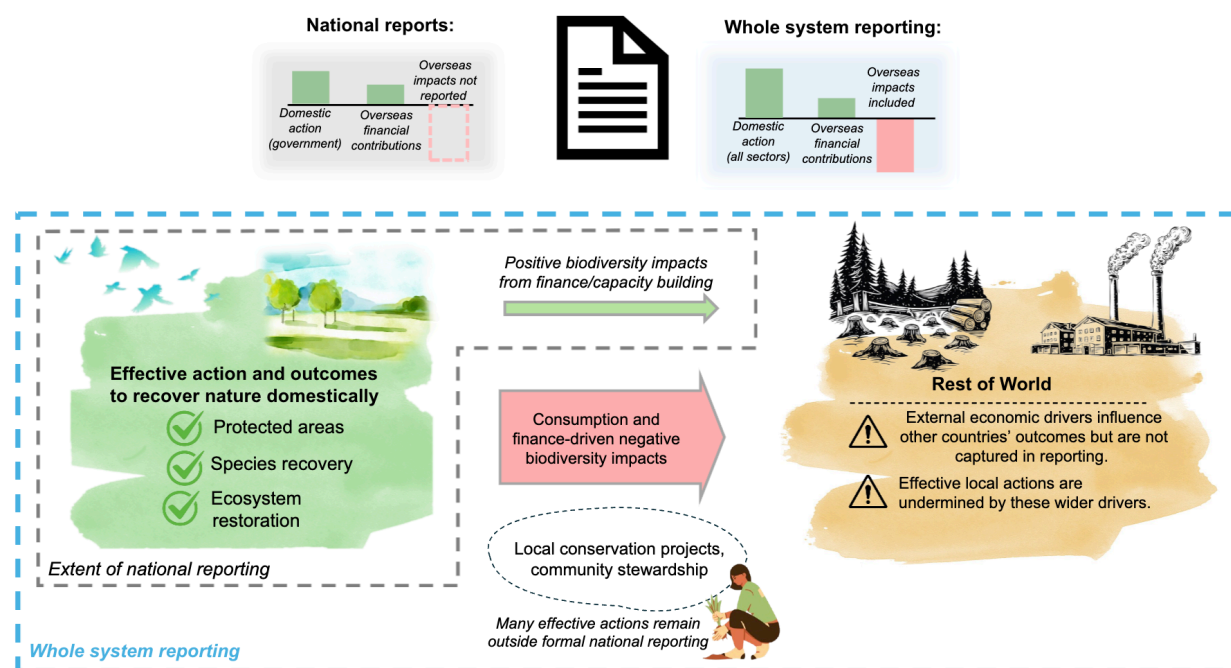 National reports:
Overseas
impacts not
reported
Domestic
action
(government)
Overseas
financial
contributions
Whole system reporting:
Overseas
impacts
included
Domestic
action
(all sectors)
Overseas
financial
contributions
Positive biodiversity impacts
from finance/capacity building
Effective action and outcomes
to recover nature domestically
Protected areas
Species recovery
Ecosystem
restoration
Extent of national reporting
Consumption and
finance-driven negative
biodiversity impacts
Rest of World
External economic drivers influence
other countries’ outcomes but are not
captured in reporting.
Effective local actions are
undermined by these wider drivers.
Local conservation projects,
community stewardship
Many effective actions remain
outside formal national reporting
Whole system reporting